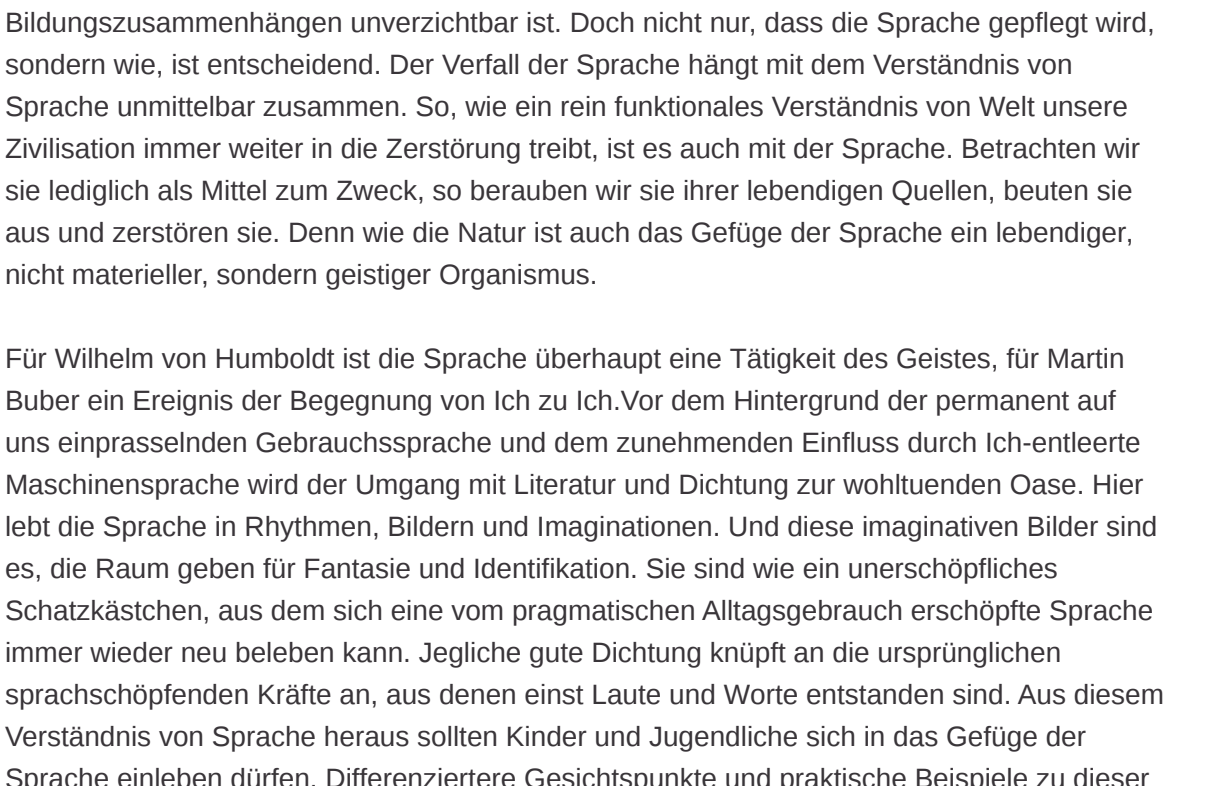 Bildungszusammenhängen unverzichtbar ist. Doch nicht nur, dass die Sprache gepflegt wird,
sondern wie, ist entscheidend. Der Verfall der Sprache hängt mit dem Verständnis von
Sprache unmittelbar zusammen. So, wie ein rein funktionales Verständnis von Welt unsere
Zivilisation immer weiter in die Zerstörung treibt, ist es auch mit der Sprache. Betrachten wir
sie lediglich als Mittel zum Zweck, so berauben wir sie ihrer lebendigen Quellen, beuten sie
aus und zerstören sie. Denn wie die Natur ist auch das Gefüge der Sprache ein lebendiger,
nicht materieller, sondern geistiger Organismus.
Für Wilhelm von Humboldt ist die Sprache überhaupt eine Tätigkeit des Geistes, für Martin
Buber ein Ereignis der Begegnung von Ich zu Ich.Vor dem Hintergrund der permanent auf
uns einprasselnden Gebrauchssprache und dem zunehmenden Einfluss durch Ich-entleerte
Maschinensprache wird der Umgang mit Literatur und Dichtung zur wohltuenden Oase. Hier
lebt die Sprache in Rhythmen, Bildern und Imaginationen. Und diese imaginativen Bilder sind
es, die Raum geben für Fantasie und Identifikation. Sie sind wie ein unerschöpfliches
Schatzkästchen, aus dem sich eine vom pragmatischen Alltagsgebrauch erschöpfte Sprache
immer wieder neu beleben kann. Jegliche gute Dichtung knüpft an die ursprünglichen
sprachschöpfenden Kräfte an, aus denen einst Laute und Worte entstanden sind. Aus diesem
Verständnis von Sprache heraus sollten Kinder und Jugendliche sich in das Gefüge der
Sprache einleben dürfen. Differenziertere Gesichtspunkte und praktische Beispiele zu dieser